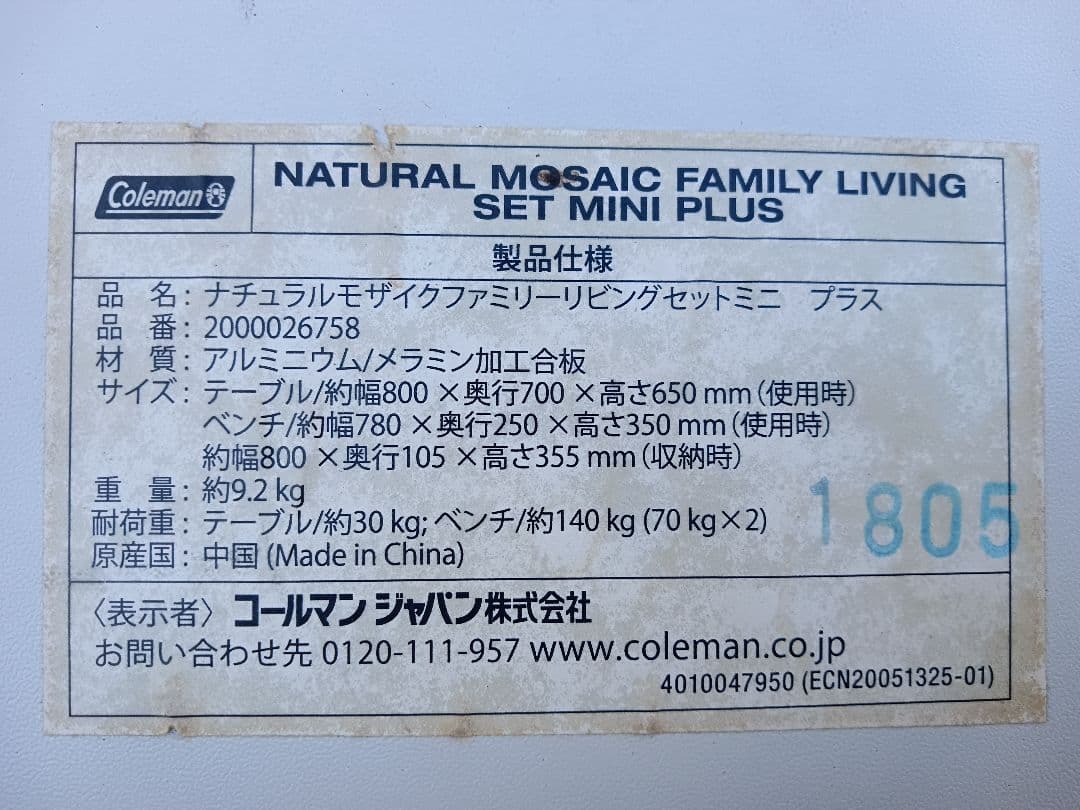 Coleman
NATURAL MOSAIC FAMILY LIVING
SET MINI PLUS
製品仕様
品 名: ナチュラルモザイクファミリーリビングセットミニ プラス
品 番: 2000026758
材 質: アルミニウム/メラミン加工合板
サイズ: テーブル/約幅800 ×奥行700 ×高さ650 mm(使用時)
ベンチ/約幅780 ×奥行250 ×高さ350 mm(使用時)
約幅800 ×奥行105 ×高さ355 mm(収納時)
重 量: 約9.2 kg
耐荷重: テーブル/約30 kg; ベンチ/約140 kg (70 kg×2)
原産国: 中国 (Made in China)
1805
〈表示者〉 コールマン ジャパン株式会社
お問い合わせ先 0120-111-957 www.coleman.co.jp
4010047950 (ECN20051325-01)